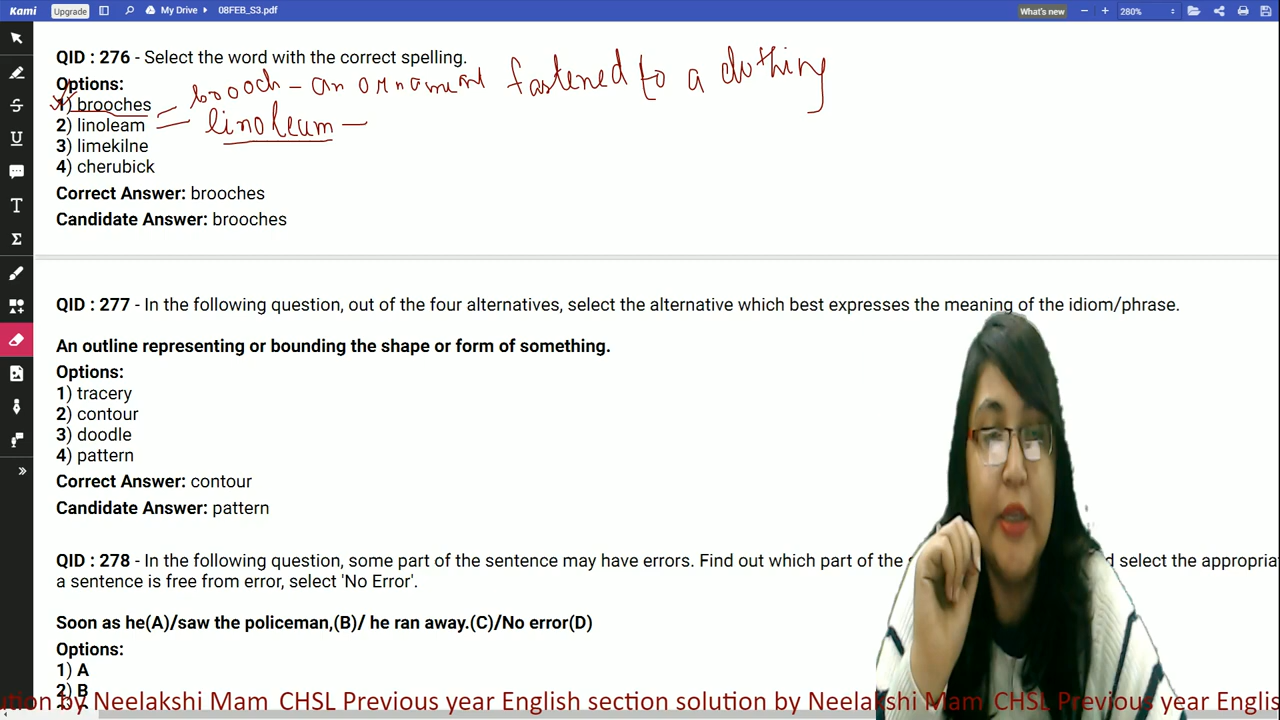 Kami Upgrade My Drive 08FEB_S3.pdf What's new 280%
QID : 276 - Select the word with the correct spelling.
Options:
brooch - an ornament fastened to a clothing
1) brooches
2) linoleam
linoleum -
3) limekilne
4) cherubick
Correct Answer: brooches
Candidate Answer: brooches
QID : 277 - In the following question, out of the four alternatives, select the alternative which best expresses the meaning of the idiom/phrase.
An outline representing or bounding the shape or form of something.
Options:
1) tracery
2) contour
3) doodle
4) pattern
Correct Answer: contour
Candidate Answer: pattern
QID : 278 - In the following question, some part of the sentence may have errors. Find out which part of the select the appropria
a sentence is free from error, select 'No Error'.
Soon as he(A)/saw the policeman,(B)/ he ran away.(C)/No error(D)
Options:
1) A
2) B
ution by Neelakshi Mam CHSL Previous year English section solution by Neelakshi Mam CHSL Previous year Englis